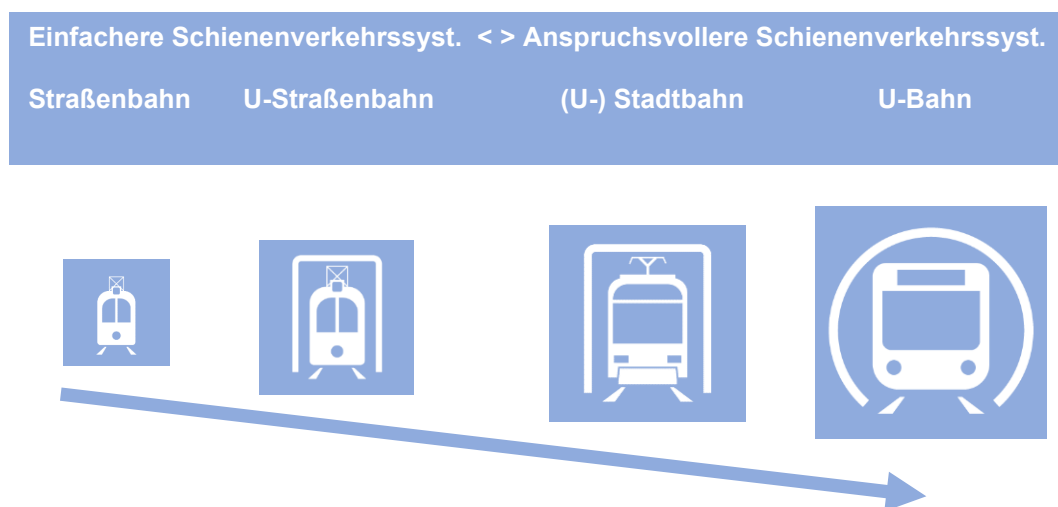 Einfachere Schienenverkehrssyst. < > Anspruchsvollere Schienenverkehrssyst.
Straßenbahn U-Straßenbahn (U-) Stadtbahn U-Bahn